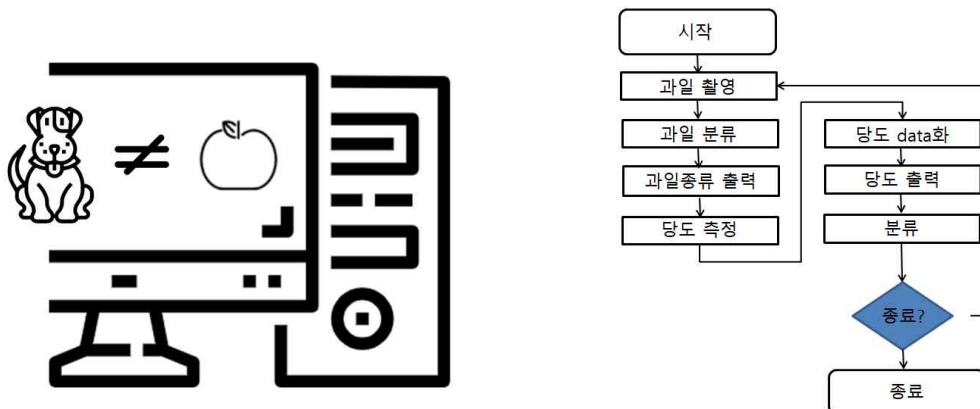 ≠
시작
과일 촬영
과일 분류
과일종류 출력
당도 측정
당도 data화
당도 출력
분류
종료?
종료